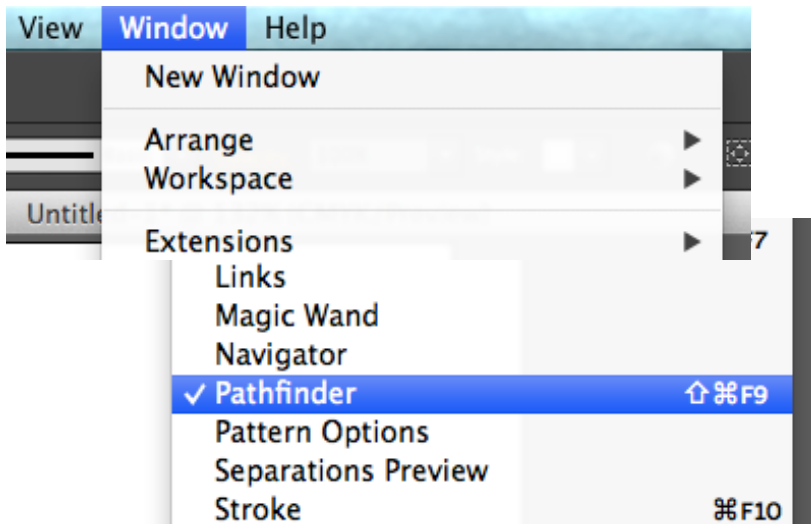 View Window Help
New Window
Arrange ▶
Workspace ▶
Untitle
Extensions ▶ F7
Links
Magic Wand
Navigator
✓ Pathfinder ⇧⌘F9
Pattern Options
Separations Preview
Stroke ⌘F10